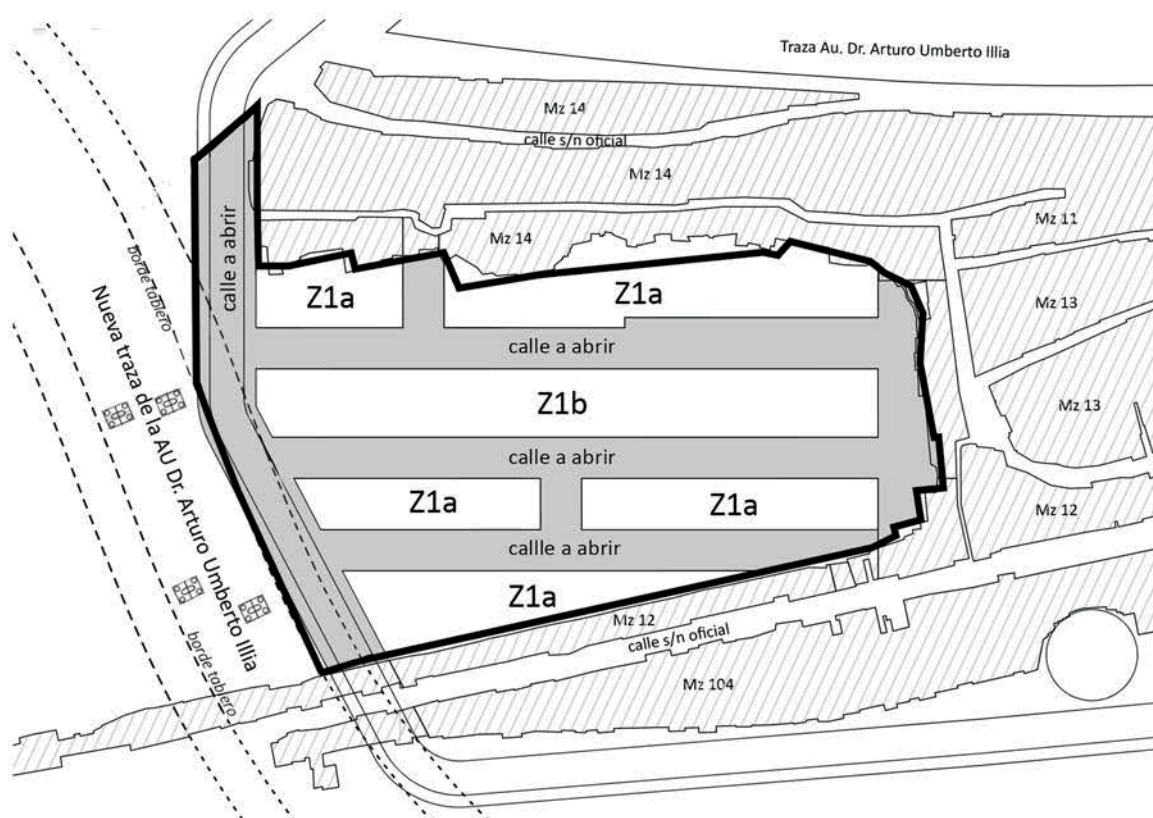 Traza Au. Dr. Arturo Umberto Illia
Mz 14
calle s/n oficial
Mz 14
Mz 11
Mz 14
calle a abrir
borde tablero
Z1a
Z1a
Mz 13
Nueva traza de la AU Dr. Arturo Umberto Illia
calle a abrir
Z1b
Mz 13
calle a abrir
Z1a
Z1a
Mz 12
callle a abrir
Z1a
Mz 12
calle s/n oficial
borde tablero
Mz 104